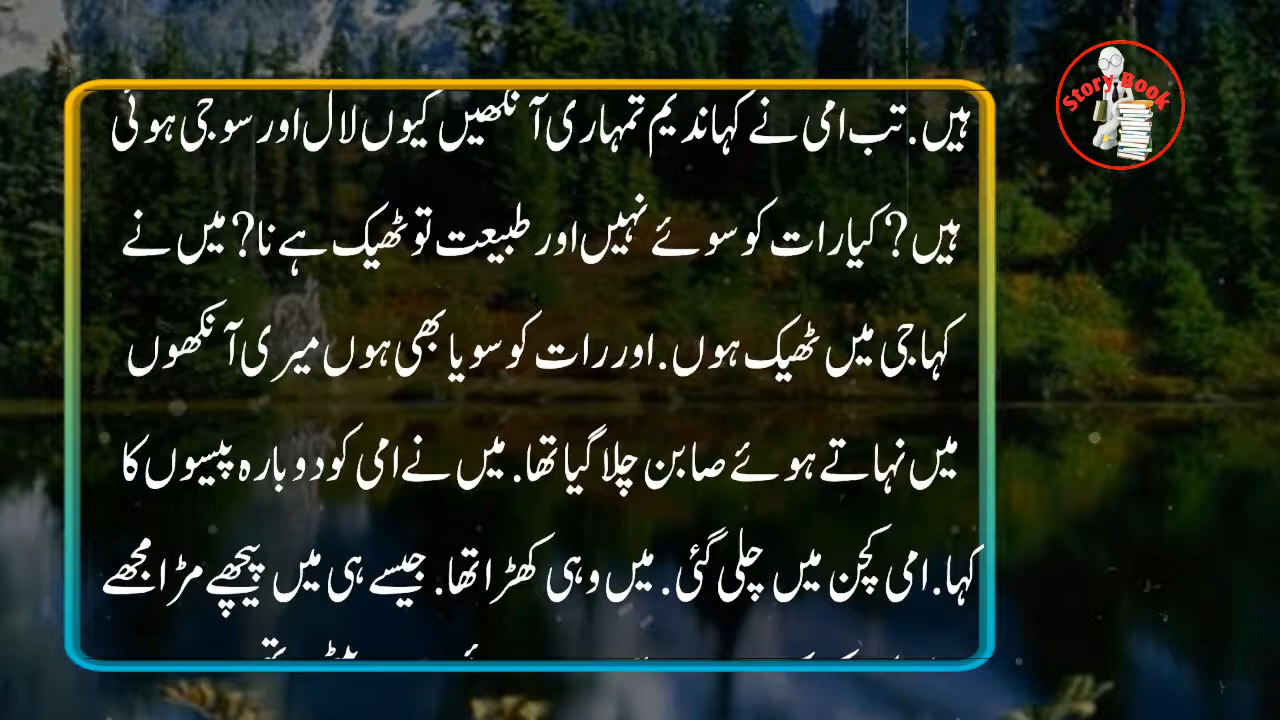 ہیں. تب امی نے کہا ندیم تمہاری آنکھیں کیوں لال اور سوجی ہوئی
ہیں? کیا رات کو سوئے نہیں اور طبیعت تو ٹھیک ہے نا? میں نے
کہا جی میں ٹھیک ہوں. اور رات کو سویا بھی ہوں میری آنکھوں
میں نہاتے ہوئے صابن چلا گیا تھا. میں نے امی کو دوبارہ پیسوں کا
کہا. امی کچن میں چلی گئی. میں وہی کھڑا تھا. جیسے ہی میں پیچھے مڑا مجھے
Story Book